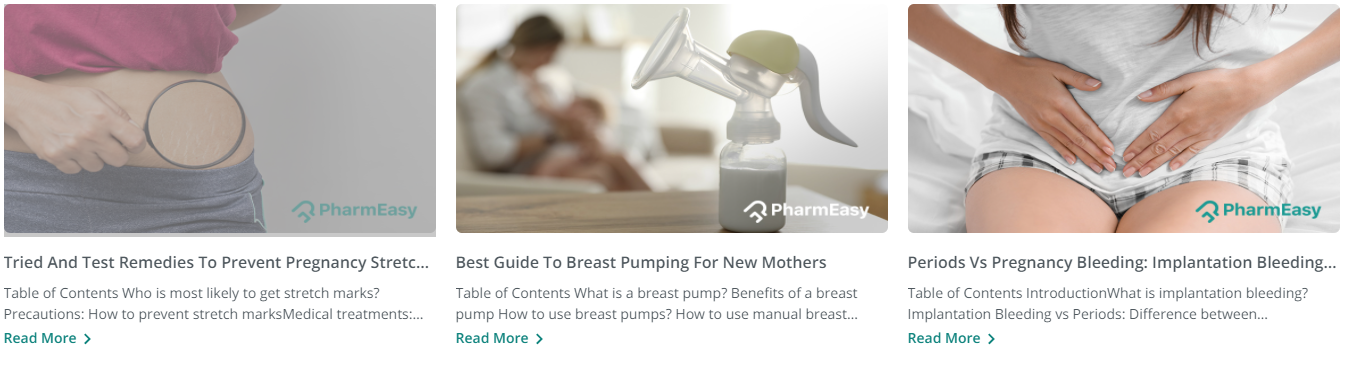 PharmEasy
Tried And Test Remedies To Prevent Pregnancy Stretc...
Table of Contents Who is most likely to get stretch marks?
Precautions: How to prevent stretch marksMedical treatments:...
Read More
PharmEasy
Best Guide To Breast Pumping For New Mothers
Table of Contents What is a breast pump? Benefits of a breast
pump How to use breast pumps? How to use manual breast...
Read More
PharmEasy
Periods Vs Pregnancy Bleeding: Implantation Bleeding...
Table of Contents IntroductionWhat is implantation bleeding?
Implantation Bleeding vs Periods: Difference between...
Read More